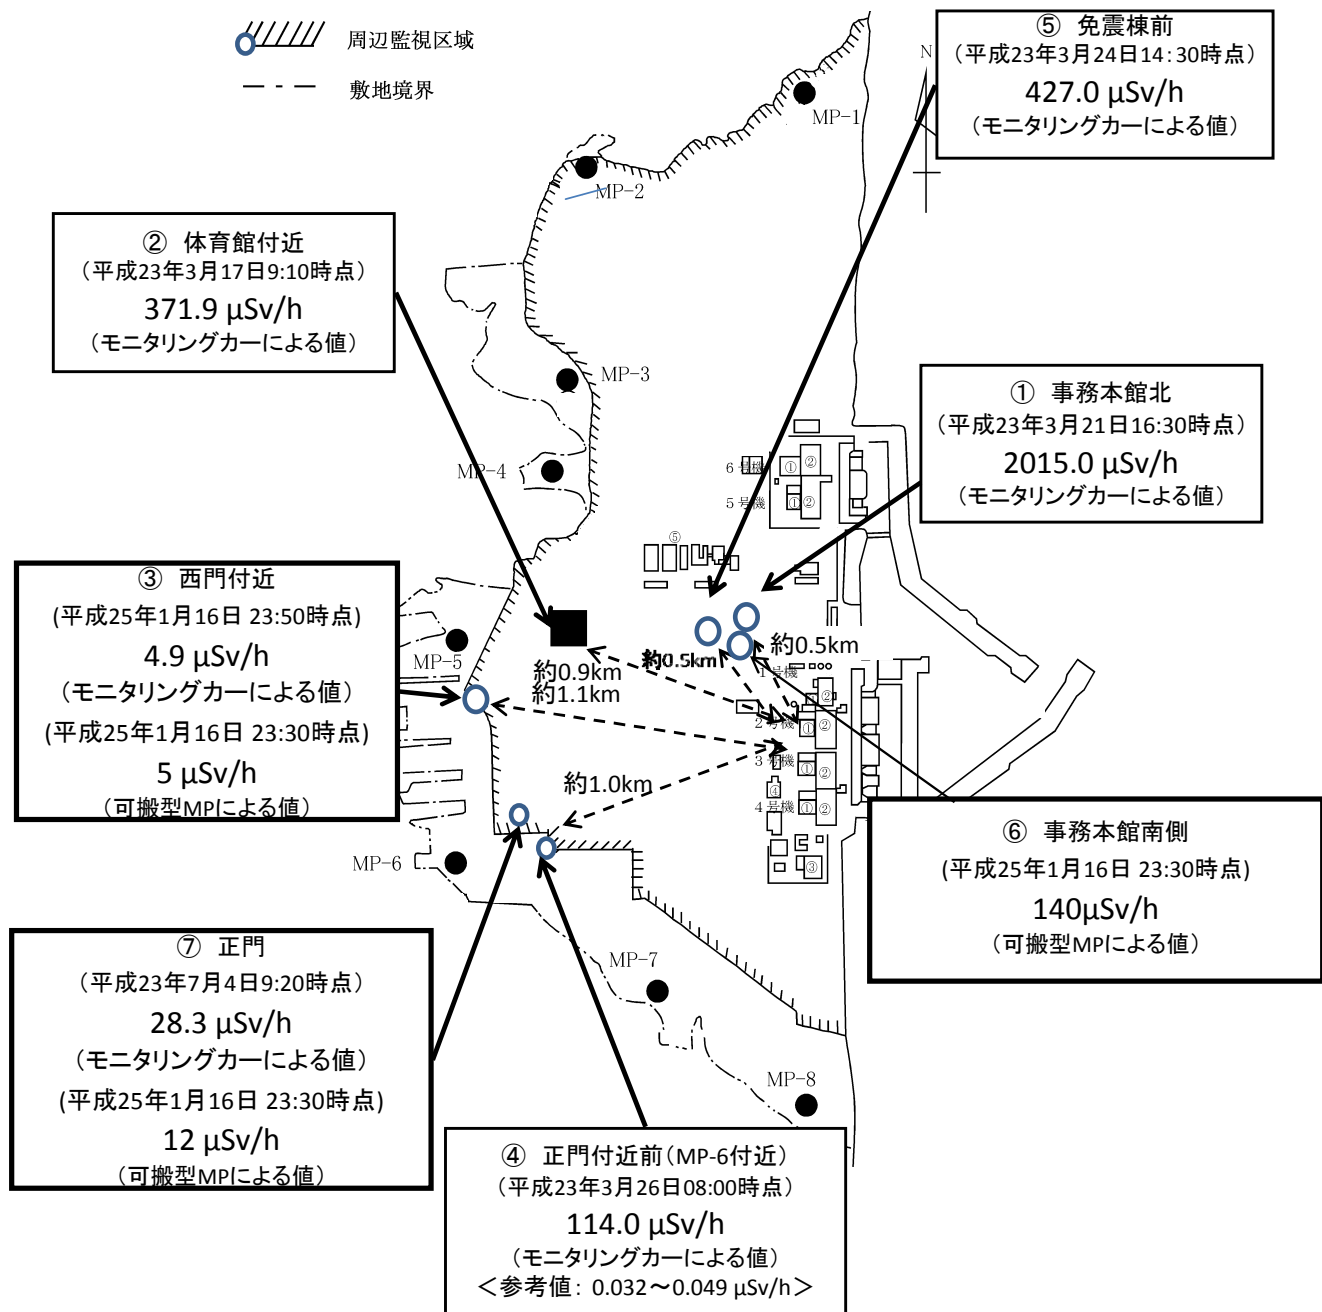 周辺監視区域
敷地境界
⑤ 免震棟前
（平成23年3月24日14：30時点）
427.0 μSv/h
（モニタリングカーによる値）
N
MP-1
MP-2
② 体育館付近
（平成23年3月17日9:10時点）
371.9 μSv/h
（モニタリングカーによる値）
MP-3
① 事務本館北
（平成23年3月21日16:30時点）
2015.0 μSv/h
（モニタリングカーによる値）
MP-4
6号機
① ②
5号機
① ②
⑤
③ 西門付近
(平成25年1月16日 23:50時点)
4.9 μSv/h
（モニタリングカーによる値）
(平成25年1月16日 23:30時点)
5 μSv/h
（可搬型MPによる値）
MP-5
約0.9km
約1.1km
約0.5km
約0.5km
1号機
②
2号機
① ②
3号機
① ②
約1.0km
④
4号機
① ②
③
MP-6
⑥ 事務本館南側
(平成25年1月16日 23:30時点)
140μSv/h
（可搬型MPによる値）
⑦ 正門
（平成23年7月4日9:20時点）
28.3 μSv/h
（モニタリングカーによる値）
(平成25年1月16日 23:30時点)
12 μSv/h
（可搬型MPによる値）
MP-7
MP-8
④ 正門付近前（MP-6付近）
（平成23年3月26日08:00時点）
114.0 μSv/h
（モニタリングカーによる値）
＜参考値： 0.032～0.049 μSv/h＞